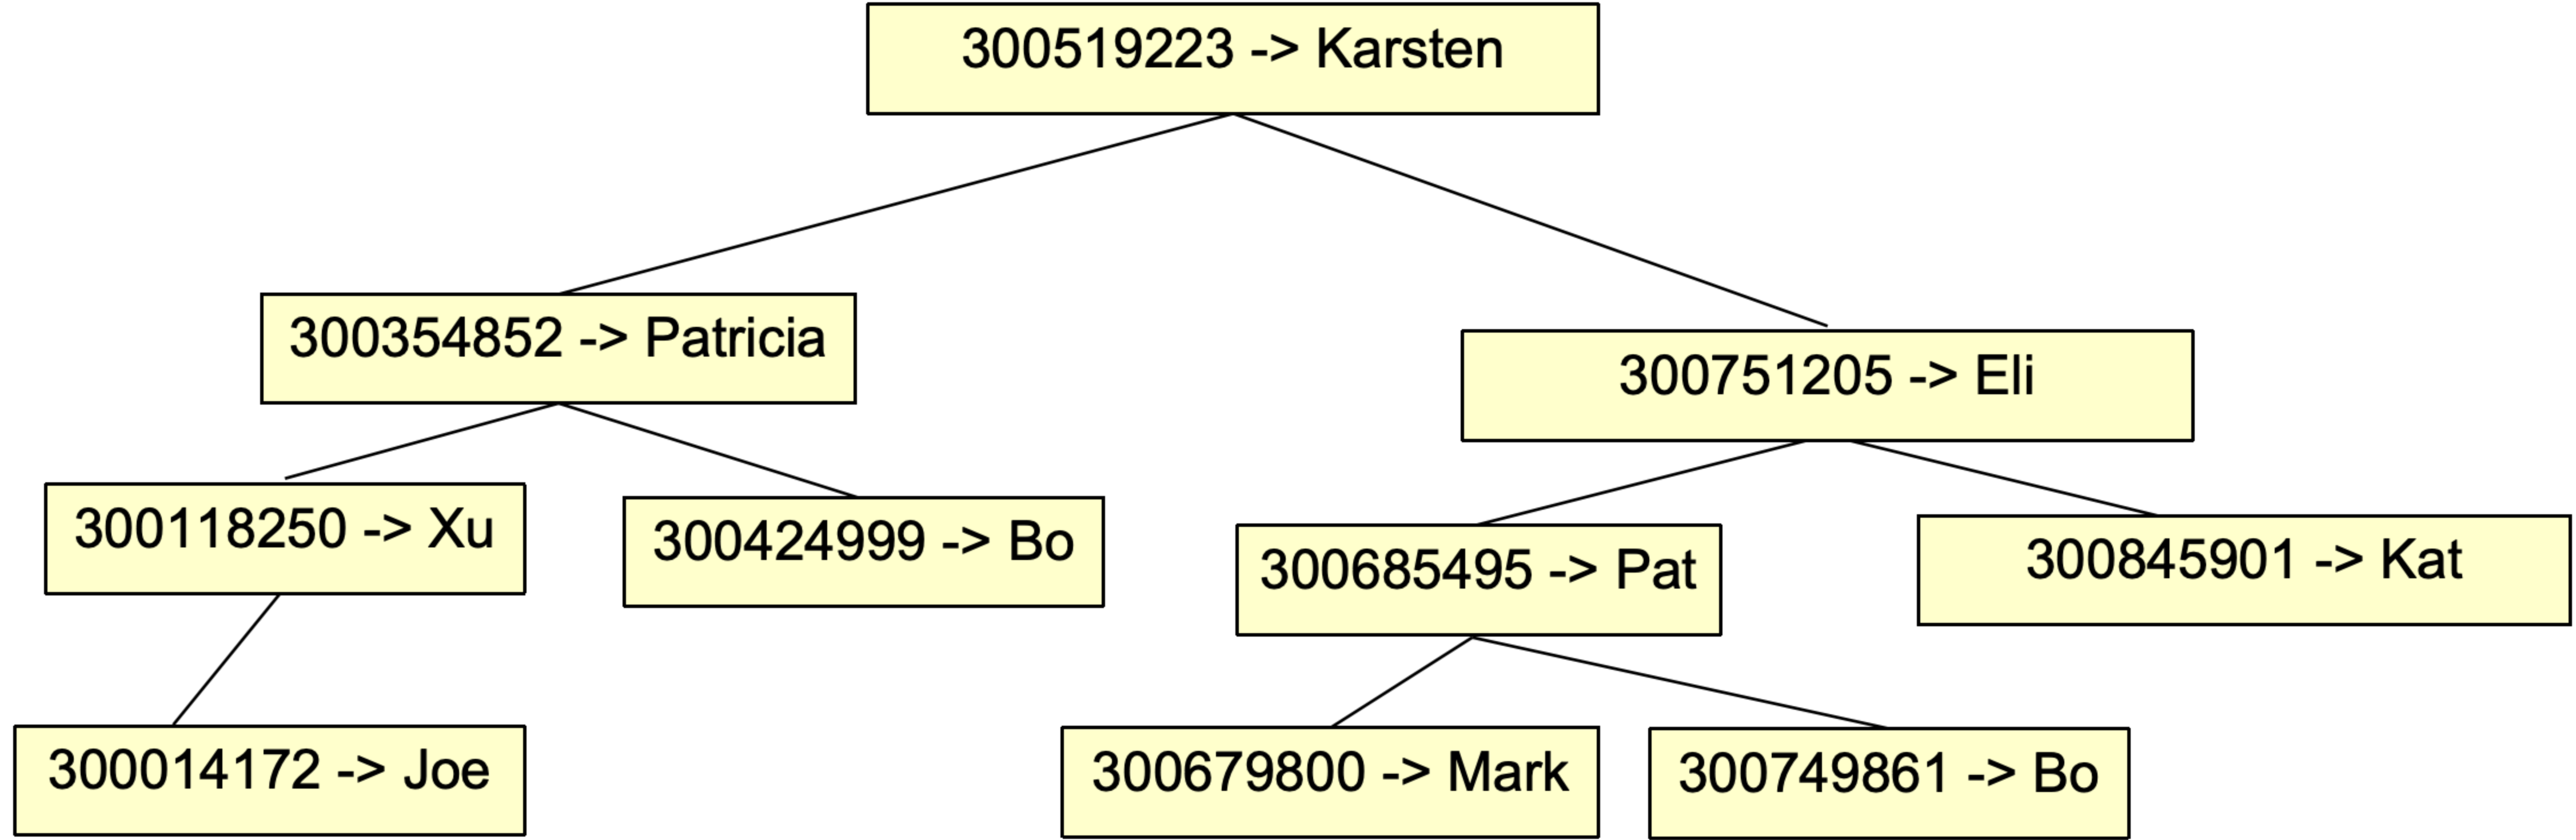 300519223 -> Karsten
300354852 -> Patricia
300751205 -> Eli
300118250 -> Xu
300424999 -> Bo
300685495 -> Pat
300845901 -> Kat
300014172 -> Joe
300679800 -> Mark
300749861 -> Bo